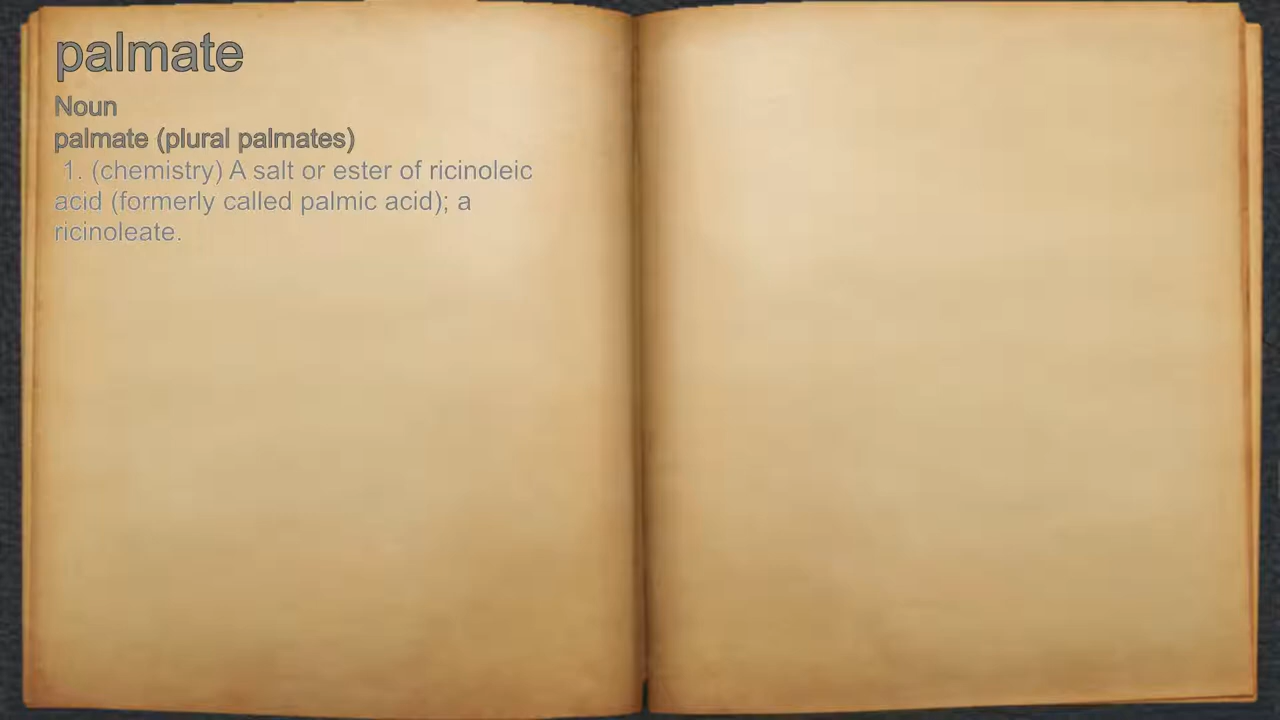 palmate
Noun
palmate (plural palmates)
1. (chemistry) A salt or ester of ricinoleic
acid (formerly called palmic acid); a
ricinoleate.